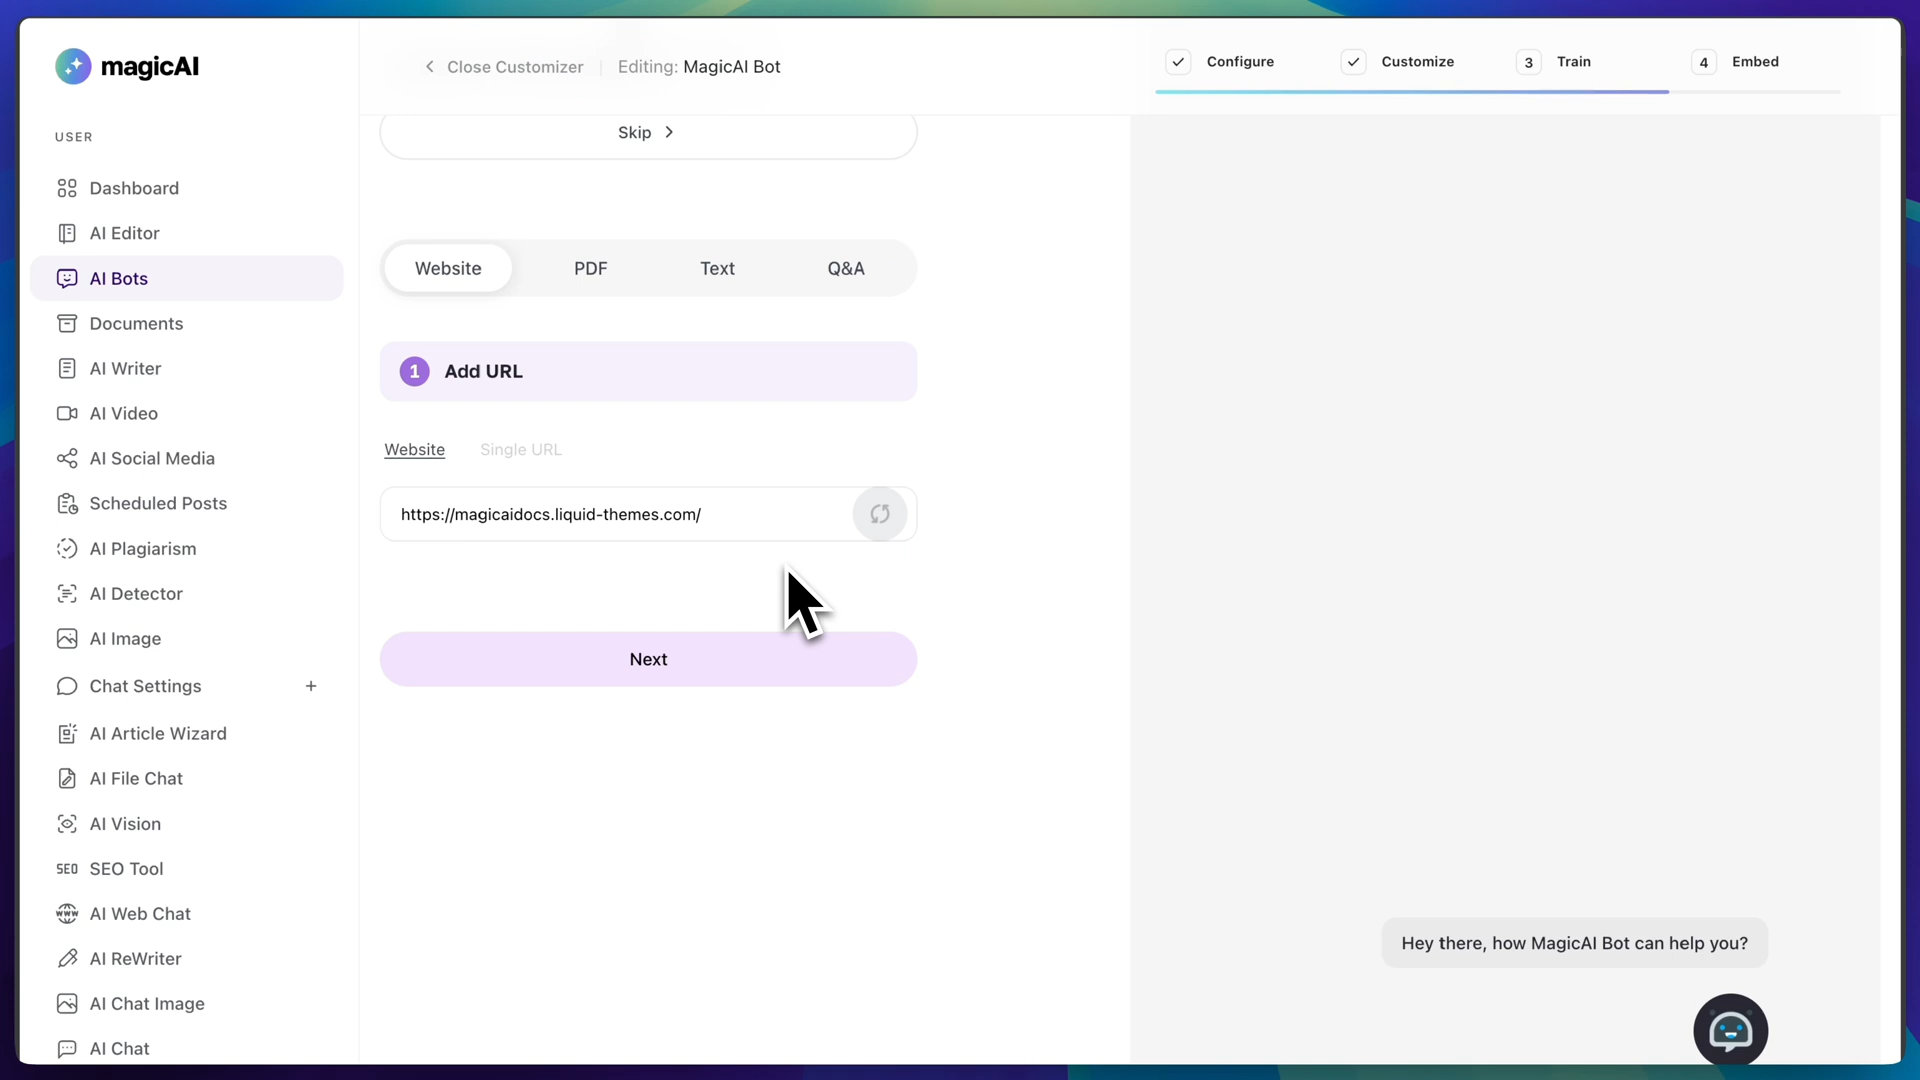 magicAI
USER
Dashboard
AI Editor
AI Bots
Documents
AI Writer
AI Video
AI Social Media
Scheduled Posts
AI Plagiarism
AI Detector
AI Image
Chat Settings +
AI Article Wizard
AI File Chat
AI Vision
SEO SEO Tool
WWW AI Web Chat
AI ReWriter
AI Chat Image
AI Chat
Close Customizer Editing: MagicAI Bot
Configure Customize 3 Train 4 Embed
Skip
Website PDF Text Q&A
1 Add URL
Website Single URL
https://magicaidocs.liquid-themes.com/
Next
Hey there, how MagicAI Bot can help you?